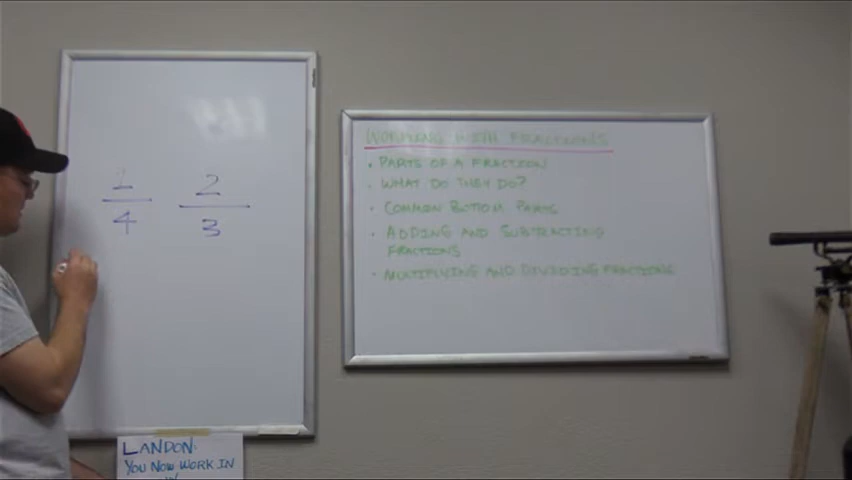 1 2
4 3
WORKING WITH FRACTIONS
• PARTS OF A FRACTION
• WHAT DO THEY DO?
• COMMON BOTTOM PARTS
• ADDING AND SUBTRACTING
FRACTIONS
• MULTIPLYING AND DIVIDING FRACTIONS
LANDON:
YOU NOW WORK IN